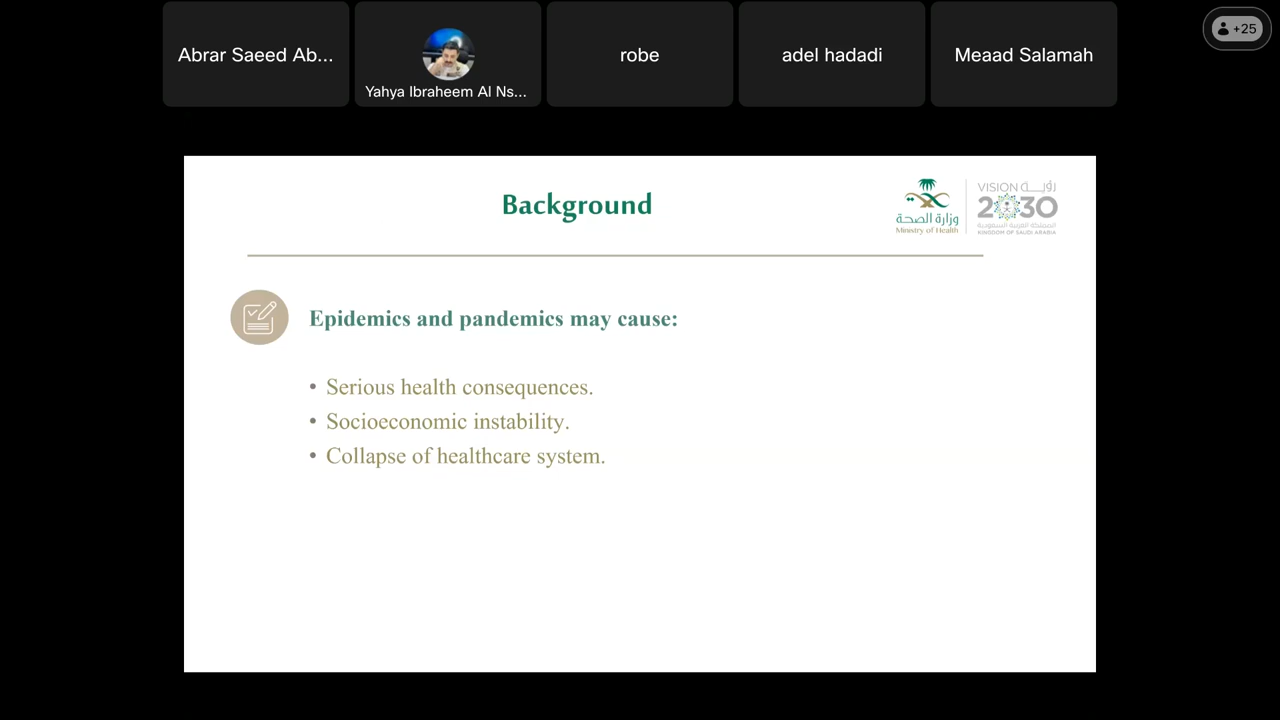 Abrar Saeed Ab...
Yahya Ibraheem Al Ns...
robe
adel hadadi
Meaad Salamah
+25
Background
وزارة الصحة
Ministry of Health
VISION رؤيـــة
2030
المملكة العربية السعودية
KINGDOM OF SAUDI ARABIA
Epidemics and pandemics may cause:
• Serious health consequences.
• Socioeconomic instability.
• Collapse of healthcare system.